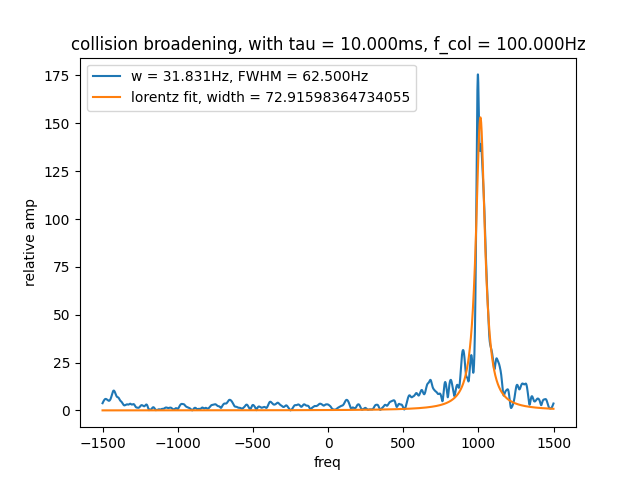 collision broadening, with tau = 10.000ms, f_col = 100.000Hz
w = 31.831Hz, FWHM = 62.500Hz
lorentz fit, width = 72.91598364734055
175
150
125
100
75
50
25
0
relative amp
−1500 −1000 −500 0 500 1000 1500
freq